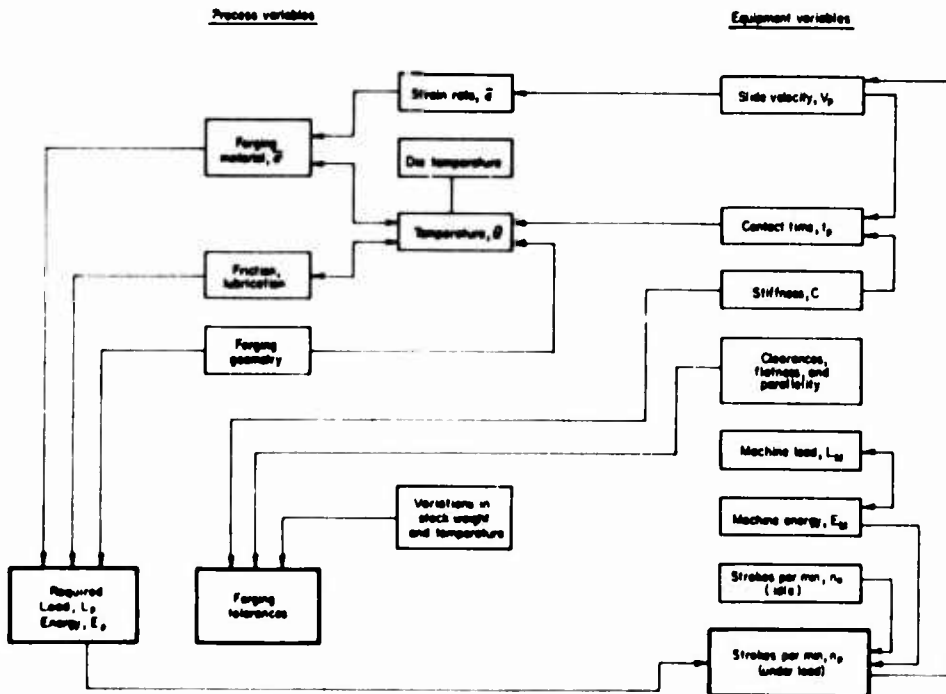 Process variables
Equipment variables
Strain rate, ε̇
Slide velocity, Vp
Forging
material, σ̄
Die temperature
Temperature, θ
Contact time, tp
Friction,
lubrication
Stiffness, C
Forging
geometry
Clearances,
flatness, and
parallelity
Machine load, LM
Variations in
stock weight
and temperature
Machine energy, EM
Required
Load, Lp
Energy, Ep
Forging
tolerances
Strokes per min, no
(idle)
Strokes per min, np
(under load)